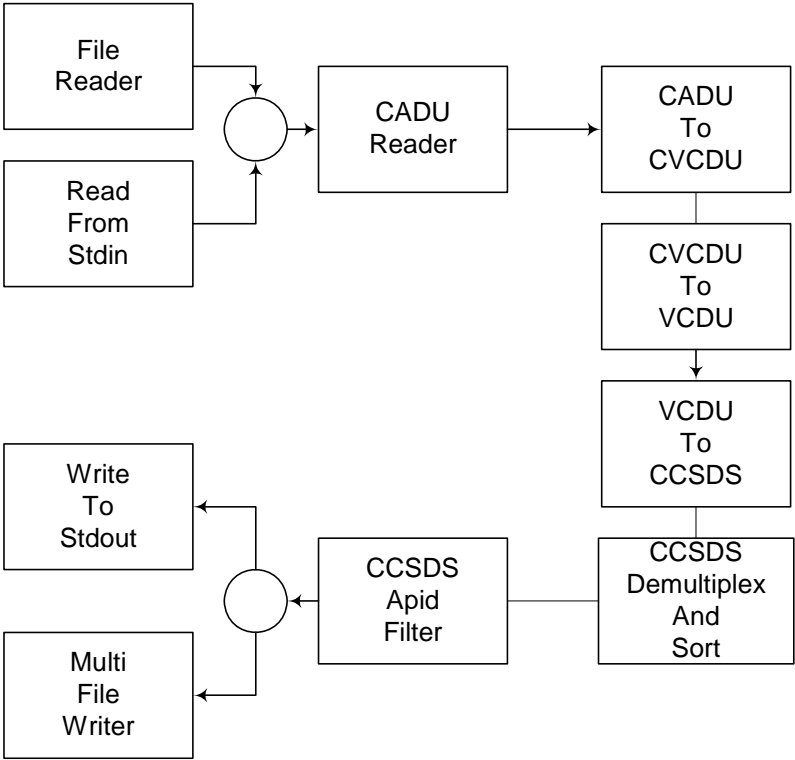 File
Reader
CADU
Reader
CADU
To
CVCDU
Read
From
Stdin
CVCDU
To
VCDU
VCDU
To
CCSDS
Write
To
Stdout
CCSDS
Apid
Filter
CCSDS
Demultiplex
And
Sort
Multi
File
Writer